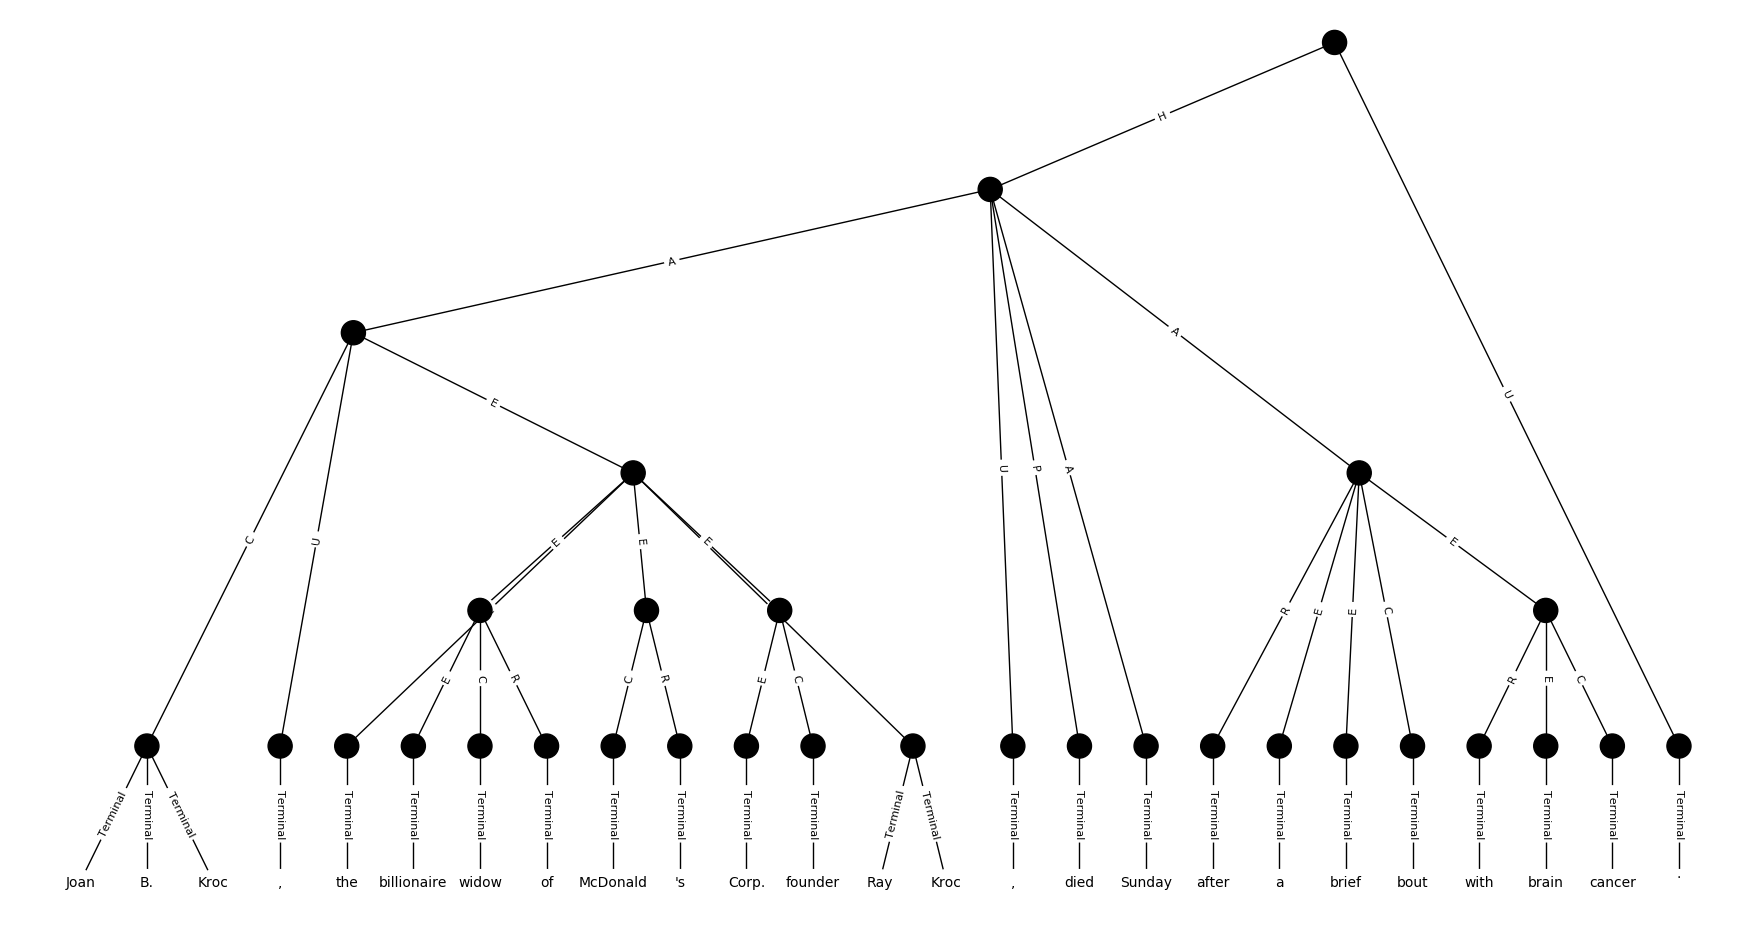 H
A
U
A
E
U P A
C U E E E R E E C E
E C R C R E C R E C
Terminal Terminal Terminal Terminal Terminal Terminal Terminal Terminal Terminal Terminal Terminal Terminal Terminal Terminal Terminal Terminal Terminal Terminal Terminal Terminal Terminal Terminal Terminal Terminal Terminal
Joan B. Kroc , the billionaire widow of McDonald 's Corp. founder Ray Kroc , died Sunday after a brief bout with brain cancer .